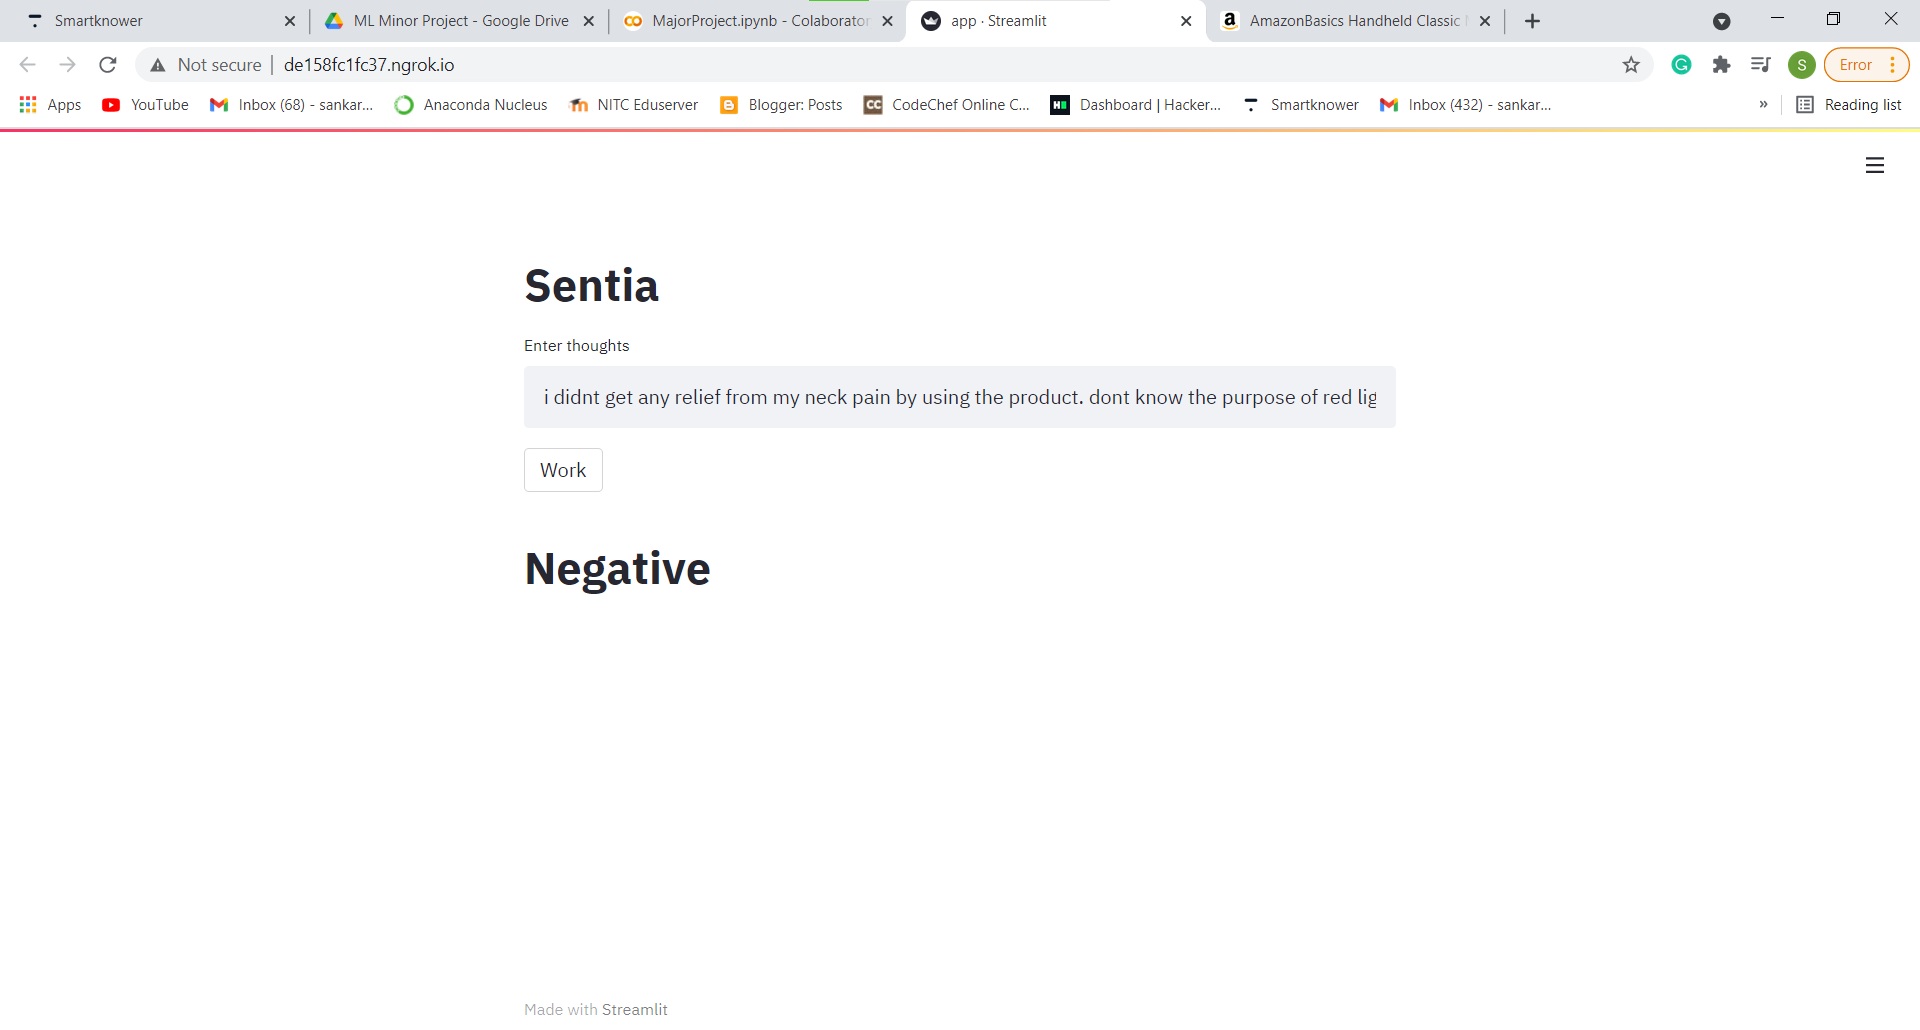 Smartknower
ML Minor Project - Google Drive
MajorProject.ipynb - Colaborator
app · Streamlit
AmazonBasics Handheld Classic
Not secure
de158fc1fc37.ngrok.io
S
Error
Apps
YouTube
Inbox (68) - sankar...
Anaconda Nucleus
NITC Eduserver
Blogger: Posts
CodeChef Online C...
Dashboard | Hacker...
Smartknower
Inbox (432) - sankar...
»
Reading list
Sentia
Enter thoughts
i didnt get any relief from my neck pain by using the product. dont know the purpose of red lig
Work
Negative
Made with Streamlit